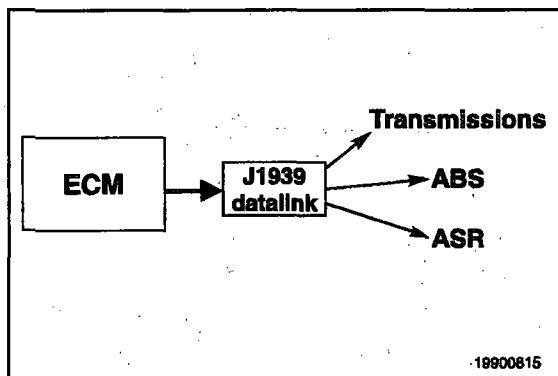 ECM
J1939
datalink
Transmissions
ABS
ASR
19900815